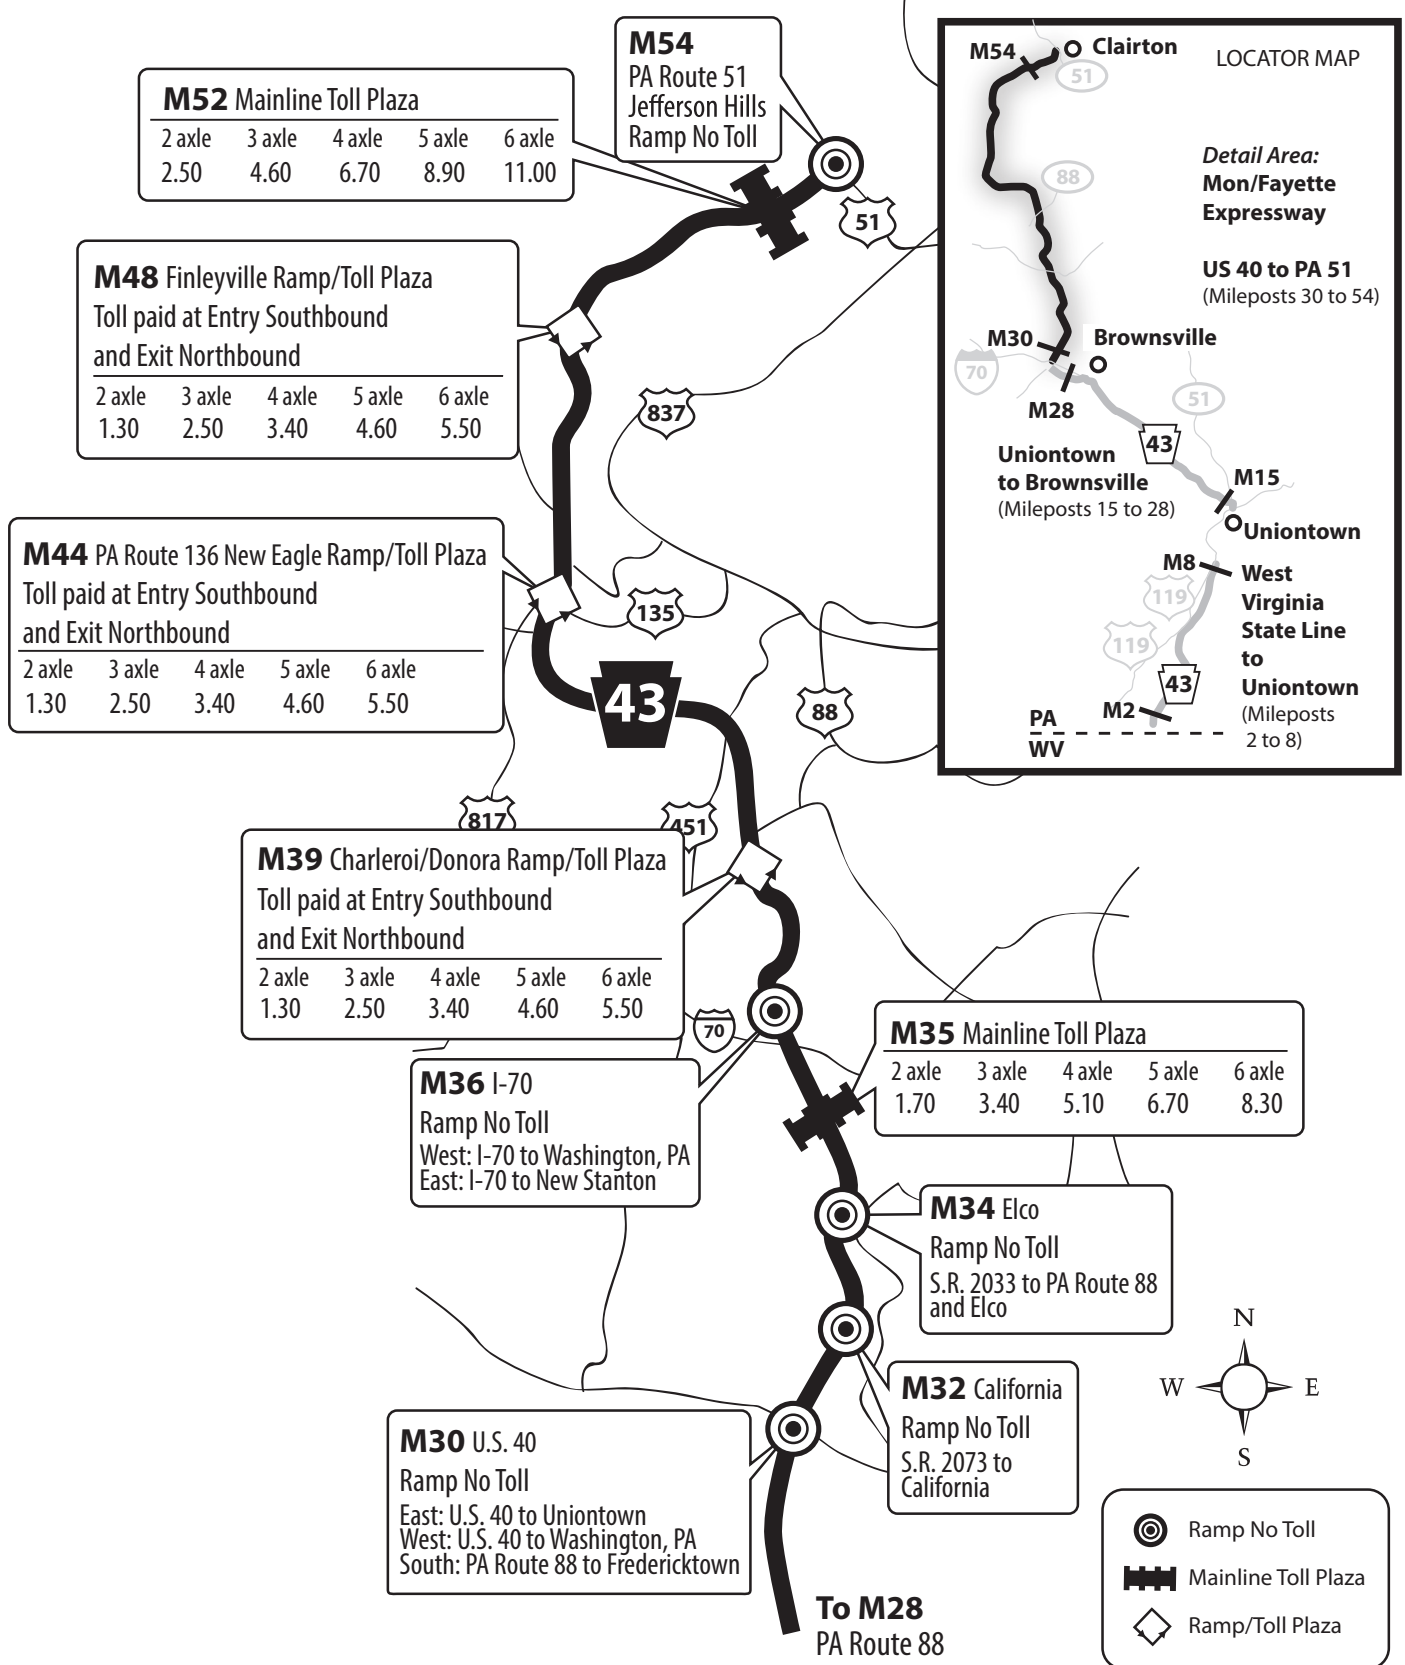 M54
PA Route 51
Jefferson Hills
Ramp No Toll
M52 Mainline Toll Plaza
2 axle 3 axle 4 axle 5 axle 6 axle
2.50 4.60 6.70 8.90 11.00
51
M48 Finleyville Ramp/Toll Plaza
Toll paid at Entry Southbound
and Exit Northbound
2 axle 3 axle 4 axle 5 axle 6 axle
1.30 2.50 3.40 4.60 5.50
837
M44 PA Route 136 New Eagle Ramp/Toll Plaza
Toll paid at Entry Southbound
and Exit Northbound
2 axle 3 axle 4 axle 5 axle 6 axle
1.30 2.50 3.40 4.60 5.50
135
43
88
817
451
M39 Charleroi/Donora Ramp/Toll Plaza
Toll paid at Entry Southbound
and Exit Northbound
2 axle 3 axle 4 axle 5 axle 6 axle
1.30 2.50 3.40 4.60 5.50
70
M36 I-70
Ramp No Toll
West: I-70 to Washington, PA
East: I-70 to New Stanton
M35 Mainline Toll Plaza
2 axle 3 axle 4 axle 5 axle 6 axle
1.70 3.40 5.10 6.70 8.30
M34 Elco
Ramp No Toll
S.R. 2033 to PA Route 88
and Elco
M32 California
Ramp No Toll
S.R. 2073 to
California
M30 U.S. 40
Ramp No Toll
East: U.S. 40 to Uniontown
West: U.S. 40 to Washington, PA
South: PA Route 88 to Fredericktown
To M28
PA Route 88
LOCATOR MAP
M54
Clairton
51
Detail Area:
Mon/Fayette
Expressway
US 40 to PA 51
(Mileposts 30 to 54)
88
M30
Brownsville
70
M28
51
43
Uniontown
to Brownsville
(Mileposts 15 to 28)
M15
Uniontown
M8
West
Virginia
State Line
to
Uniontown
(Mileposts
2 to 8)
119
119
43
M2
PA
WV
N
W E
S
Ramp No Toll
Mainline Toll Plaza
Ramp/Toll Plaza